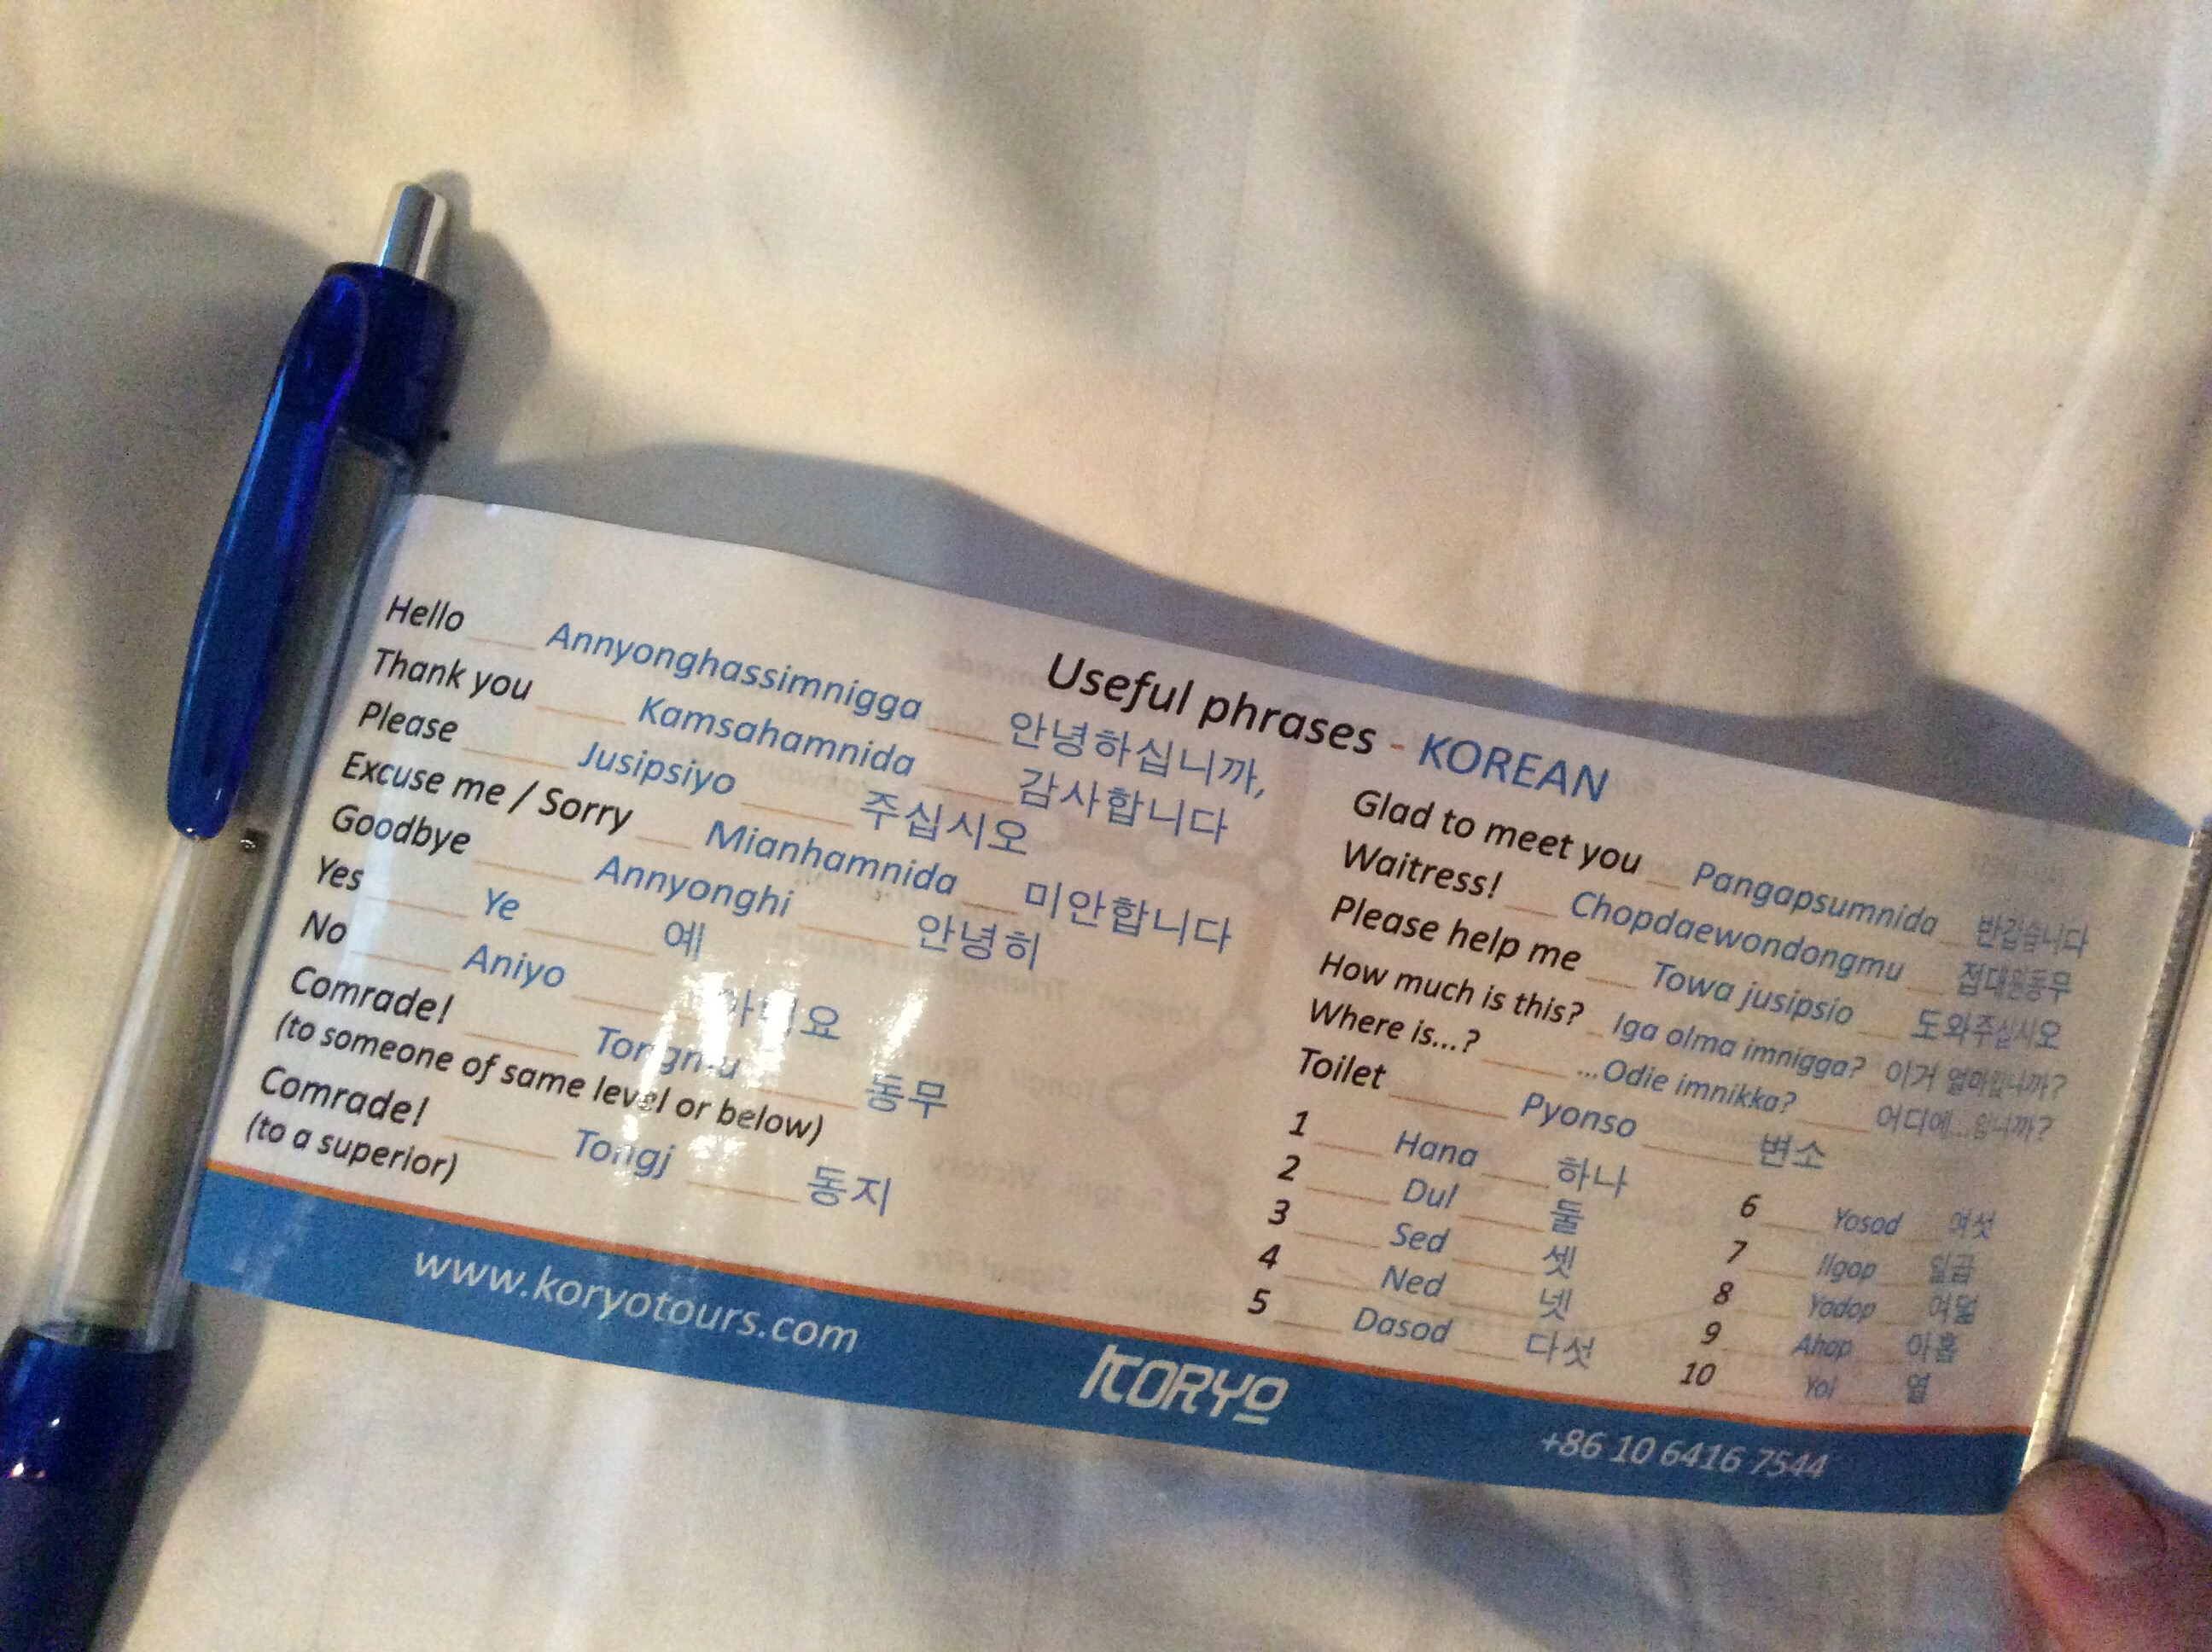 Useful phrases - KOREAN
Hello Annyonghassimnigga 안녕하십니까,
Thank you Kamsahamnida 감사합니다
Please Jusipsiyo 주십시오
Excuse me / Sorry Mianhamnida 미안합니다
Goodbye Annyonghi 안녕히
Yes Ye 예
No Aniyo 아니요
Comrade! Tongmu 동무
(to someone of same level or below)
Comrade! Tongj 동지
(to a superior)
Glad to meet you Pangapsumnida 반갑습니다
Waitress! Chopdaewondongmu 접대원동무
Please help me Towa jusipsio 도와주십시오
How much is this? Iga olma imnigga? 이거 얼마입니까?
Where is...? ...Odie imnikka? 어디에...입니까?
Toilet Pyonso 변소
1 Hana 하나
2 Dul 둘
3 Sed 셋
4 Ned 넷
5 Dasod 다섯
6 Yosod 여섯
7 Ilgop 일곱
8 Yodop 여덟
9 Ahop 아홉
10 Yol 열
www.koryotours.com
KORYO
+86 10 6416 7544